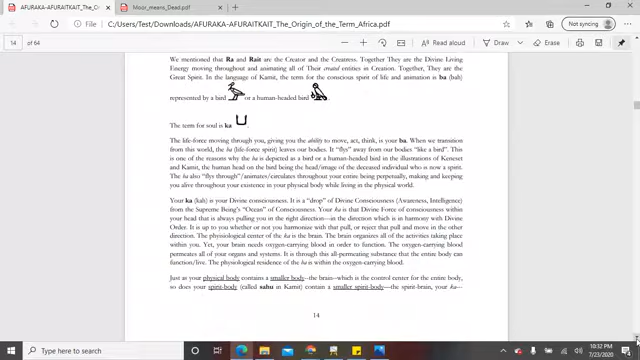 AFURAKA-AFURAITKAIT_The_Origin
Moor_means_Dead.pdf
C:/Users/Test/Downloads/AFURAKA-AFURAITKAIT_The_Origin of the Term Africa.pdf
Not syncing
14 of 64
Draw
Erase
We mentioned that Ra and Rait are the Creator and the Creatress. Together They are the Divine Living
Energy moving throughout and animating all of Their created entities in Creation. Together, They are the
Great Spirit. In the language of Kamit, the term for the conscious spirit of life and animation is ba (bah)
represented by a bird or a human-headed bird .
The term for soul is ka .
The life-force moving through you, giving you the ability to move, act, think, is your ba. When we transition
from this world, the ba (life-force spirit) leaves our bodies. It "flys" away from our bodies "like a bird". This
is one of the reasons why the ba is depicted as a bird or a human-headed bird in the illustrations of Keneset and
Kamit, the human head on the bird being the head/image of the deceased individual who is now a spirit.
The ba also "fly through"/animates/circulates throughout your entire being perpetually, making and keeping
you alive throughout your existence in your physical body while living in the physical world.
Your ka (kah) is your Divine consciousness. It is a "drop" of Divine Consciousness (Awareness, Intelligence)
from the Supreme Being's "Ocean" of Consciousness. Your ka is that Divine Force of consciousness within
your head that is always pulling you in the right direction--in the direction which is in harmony with Divine
Order. It is up to you whether or not you harmonize with that pull, or reject that pull and move in the other
direction. The physiological center of the ka is the brain. The brain organizes all of the activities taking place
within you. Yet, your brain needs oxygen-carrying blood in order to function. The oxygen-carrying blood
permeates all of your organs and systems. It is through this all-permeating substance that the entire body can
function/live. The physiological residence of the ba is within the oxygen-carrying blood.
Just as your physical body contains a smaller body--the brain--which is the control center for the entire body,
so does your spirit-body (called sahu in Kamit) contain a smaller spirit-body--the spirit-brain, your ka---
14
Type here to search
10:32 PM
7/23/2020